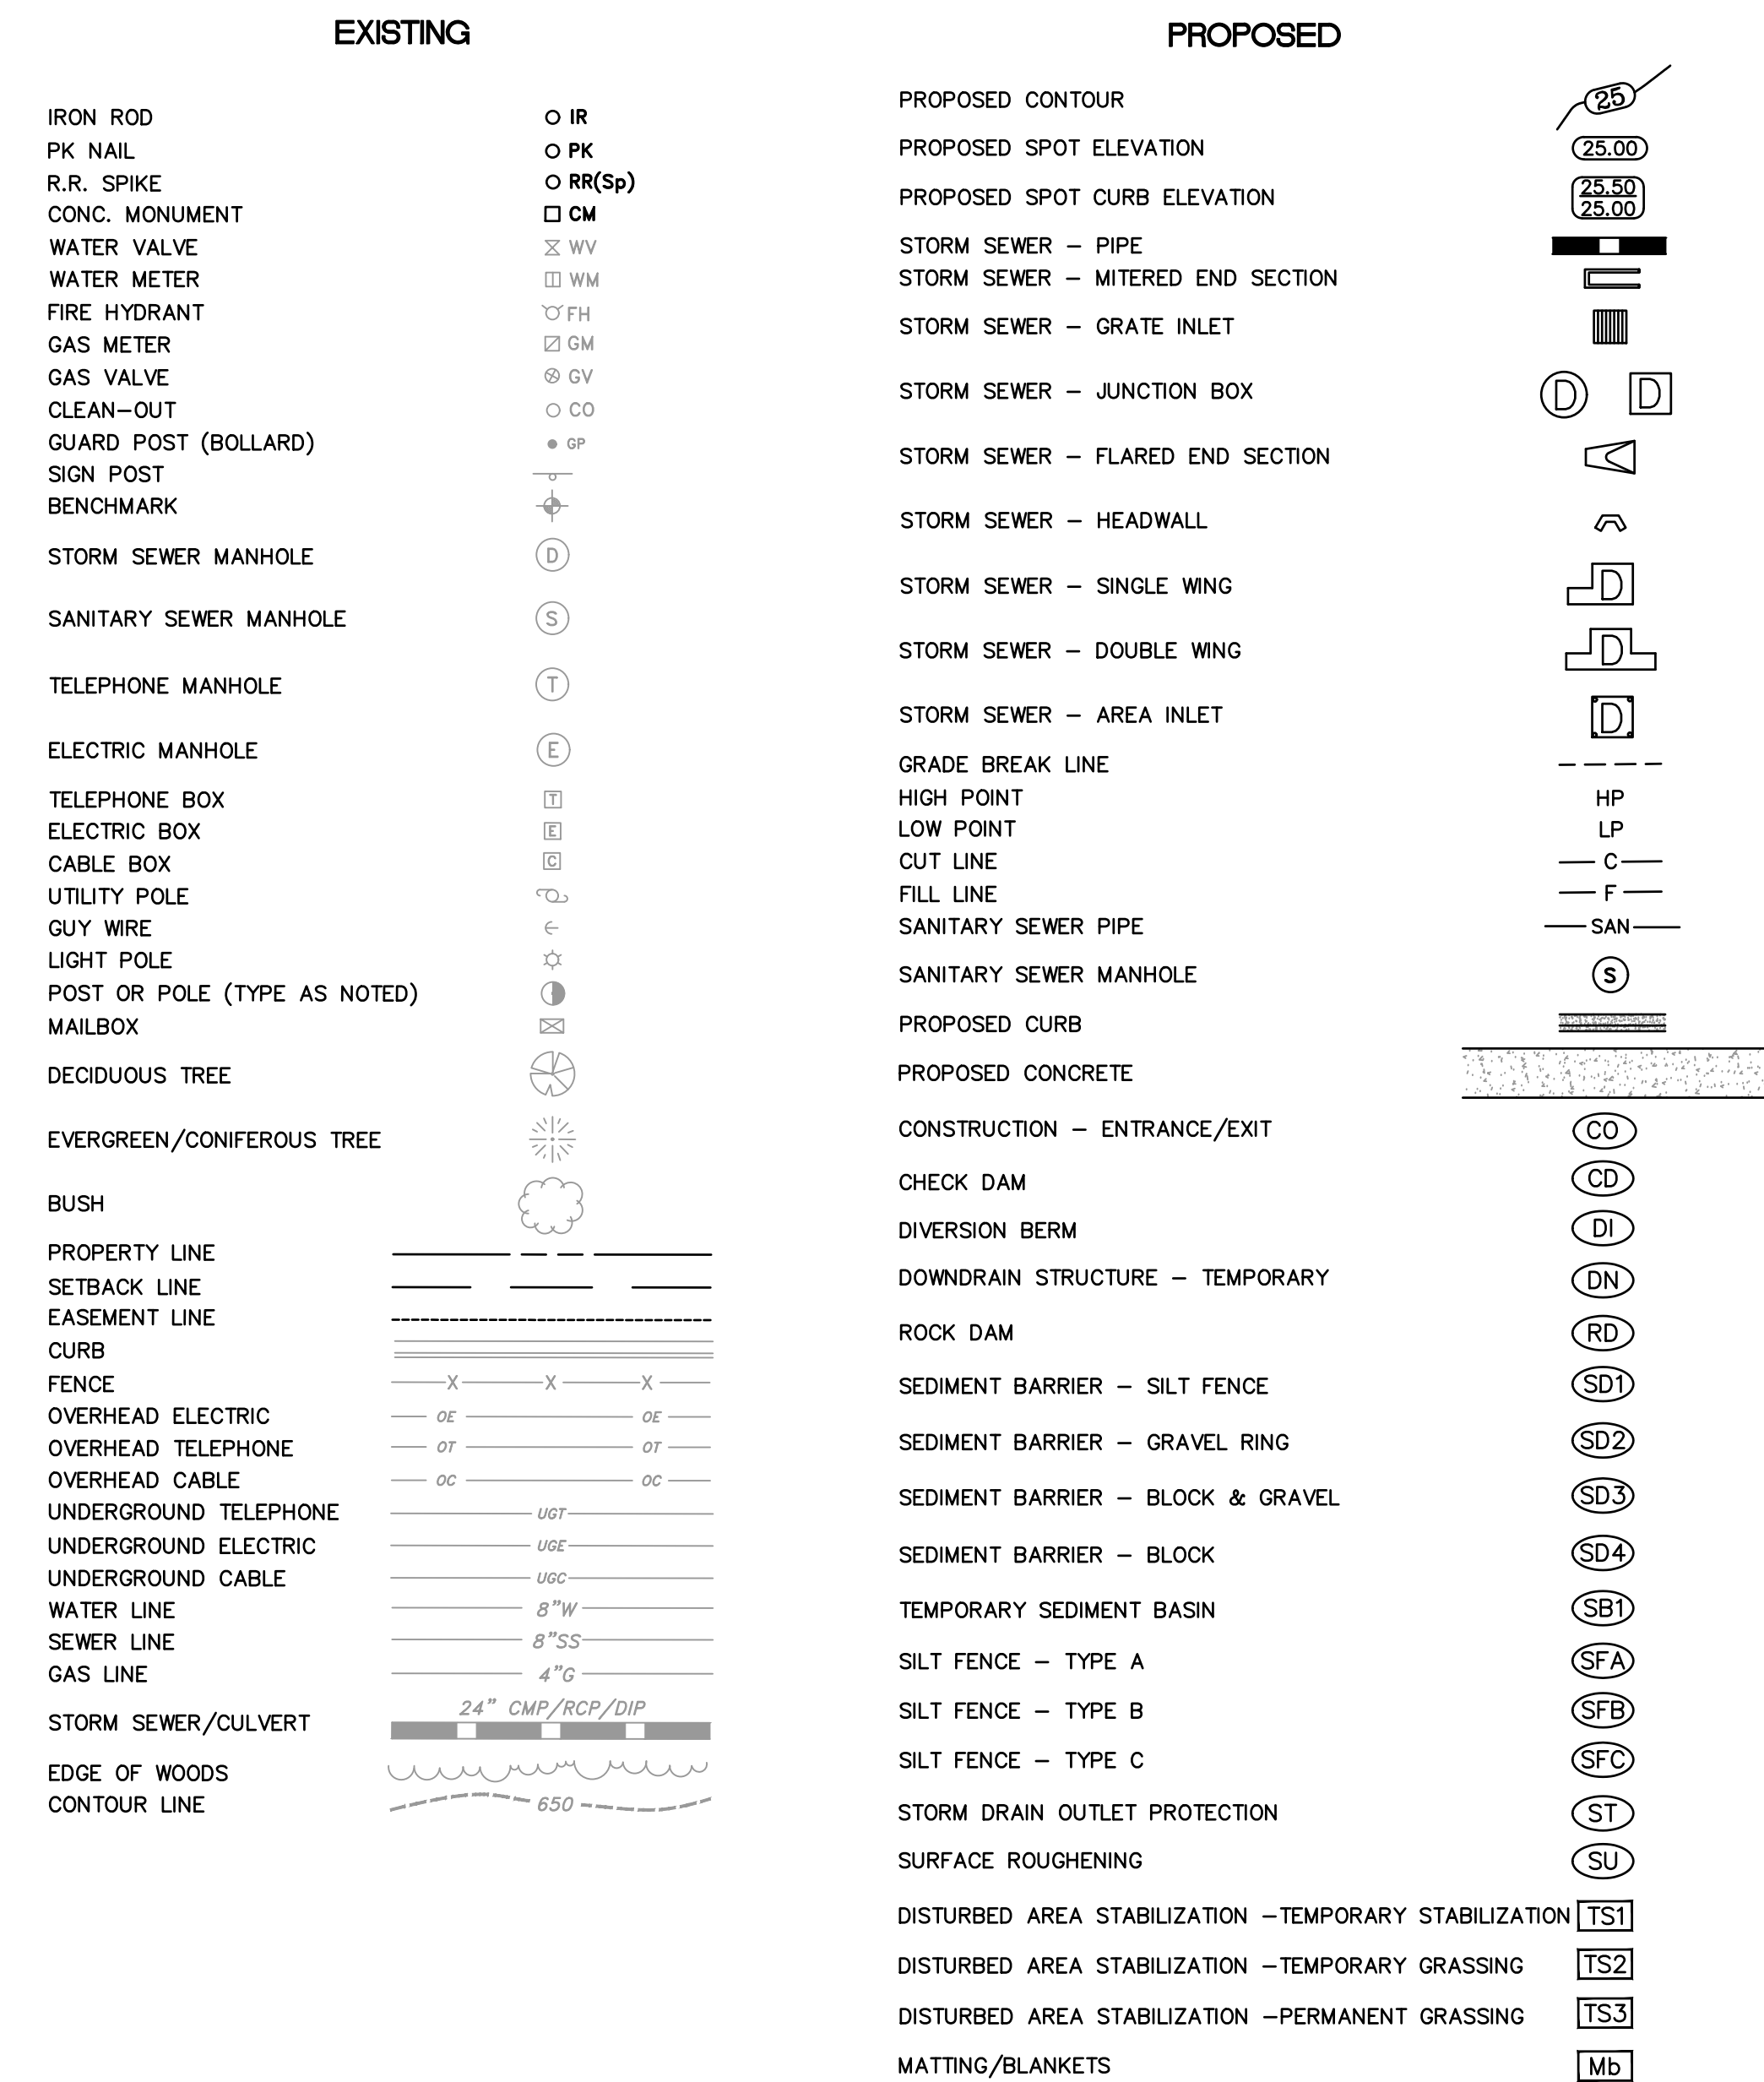 EXISTING
IRON ROD IR
PK NAIL PK
R.R. SPIKE RR(Sp)
CONC. MONUMENT CM
WATER VALVE WV
WATER METER WM
FIRE HYDRANT FH
GAS METER GM
GAS VALVE GV
CLEAN-OUT CO
GUARD POST (BOLLARD) GP
SIGN POST
BENCHMARK
STORM SEWER MANHOLE D
SANITARY SEWER MANHOLE S
TELEPHONE MANHOLE T
ELECTRIC MANHOLE E
TELEPHONE BOX T
ELECTRIC BOX E
CABLE BOX C
UTILITY POLE
GUY WIRE
LIGHT POLE
POST OR POLE (TYPE AS NOTED)
MAILBOX
DECIDUOUS TREE
EVERGREEN/CONIFEROUS TREE
BUSH
PROPERTY LINE
SETBACK LINE
EASEMENT LINE
CURB
FENCE X X X
OVERHEAD ELECTRIC OE OE
OVERHEAD TELEPHONE OT OT
OVERHEAD CABLE OC OC
UNDERGROUND TELEPHONE UGT
UNDERGROUND ELECTRIC UGE
UNDERGROUND CABLE UGC
WATER LINE 8"W
SEWER LINE 8"SS
GAS LINE 4"G
24" CMP/RCP/DIP
STORM SEWER/CULVERT
EDGE OF WOODS
CONTOUR LINE 650
PROPOSED
PROPOSED CONTOUR 25
PROPOSED SPOT ELEVATION 25.00
PROPOSED SPOT CURB ELEVATION 25.50
25.00
STORM SEWER - PIPE
STORM SEWER - MITERED END SECTION
STORM SEWER - GRATE INLET
STORM SEWER - JUNCTION BOX D D
STORM SEWER - FLARED END SECTION
STORM SEWER - HEADWALL
STORM SEWER - SINGLE WING D
STORM SEWER - DOUBLE WING D
STORM SEWER - AREA INLET D
GRADE BREAK LINE
HIGH POINT HP
LOW POINT LP
CUT LINE C
FILL LINE F
SANITARY SEWER PIPE SAN
SANITARY SEWER MANHOLE S
PROPOSED CURB
PROPOSED CONCRETE
CONSTRUCTION - ENTRANCE/EXIT CO
CHECK DAM CD
DIVERSION BERM DI
DOWNDRAIN STRUCTURE - TEMPORARY DN
ROCK DAM RD
SEDIMENT BARRIER - SILT FENCE SD1
SEDIMENT BARRIER - GRAVEL RING SD2
SEDIMENT BARRIER - BLOCK & GRAVEL SD3
SEDIMENT BARRIER - BLOCK SD4
TEMPORARY SEDIMENT BASIN SB1
SILT FENCE - TYPE A SFA
SILT FENCE - TYPE B SFB
SILT FENCE - TYPE C SFC
STORM DRAIN OUTLET PROTECTION ST
SURFACE ROUGHENING SU
DISTURBED AREA STABILIZATION -TEMPORARY STABILIZATION TS1
DISTURBED AREA STABILIZATION -TEMPORARY GRASSING TS2
DISTURBED AREA STABILIZATION -PERMANENT GRASSING TS3
MATTING/BLANKETS Mb